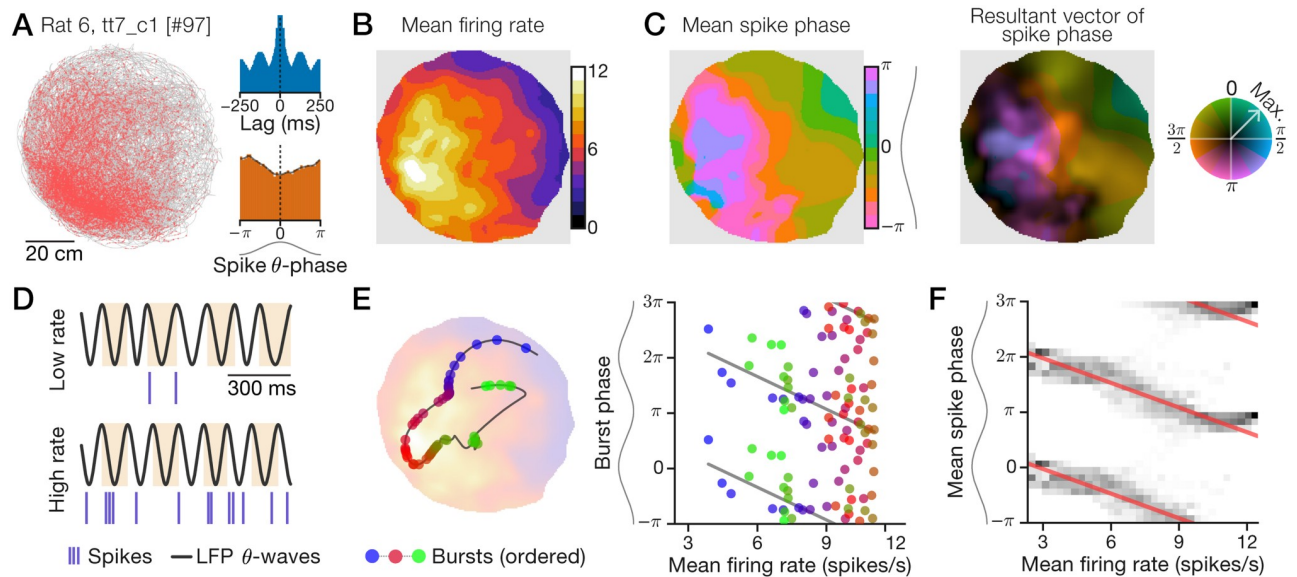 A Rat 6, tt7_c1 [#97]
20 cm
−250 0 250
Lag (ms)
−π 0 π
Spike θ-phase
B Mean firing rate
12
6
0
C Mean spike phase
π
0
−π
Resultant vector of
spike phase
0
Max.
3π/2
π/2
π
D
Low rate
300 ms
High rate
Spikes
LFP θ-waves
E
Bursts (ordered)
Burst phase
3π
2π
π
0
−π
3 6 9 12
Mean firing rate (spikes/s)
F
Mean spike phase
3π
2π
π
0
−π
3 6 9 12
Mean firing rate (spikes/s)